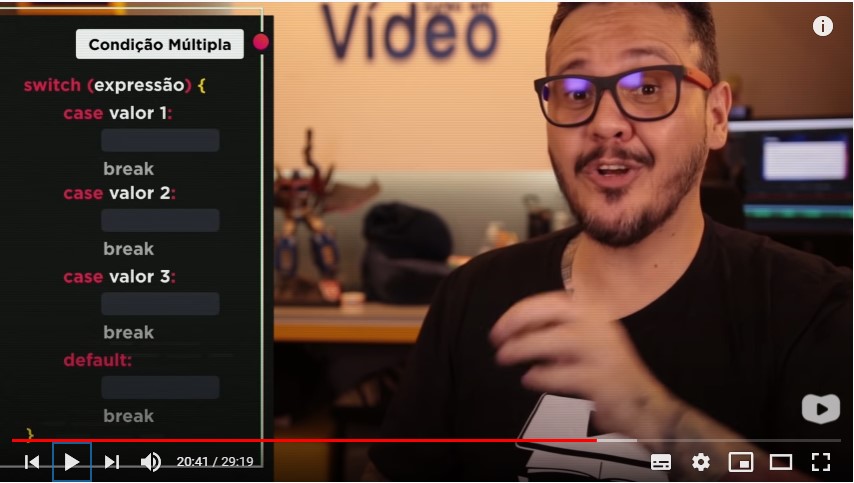 Vídeo
Condição Múltipla
switch (expressão) {
case valor 1:
break
case valor 2:
break
case valor 3:
break
default:
break
}
20:41 / 29:19